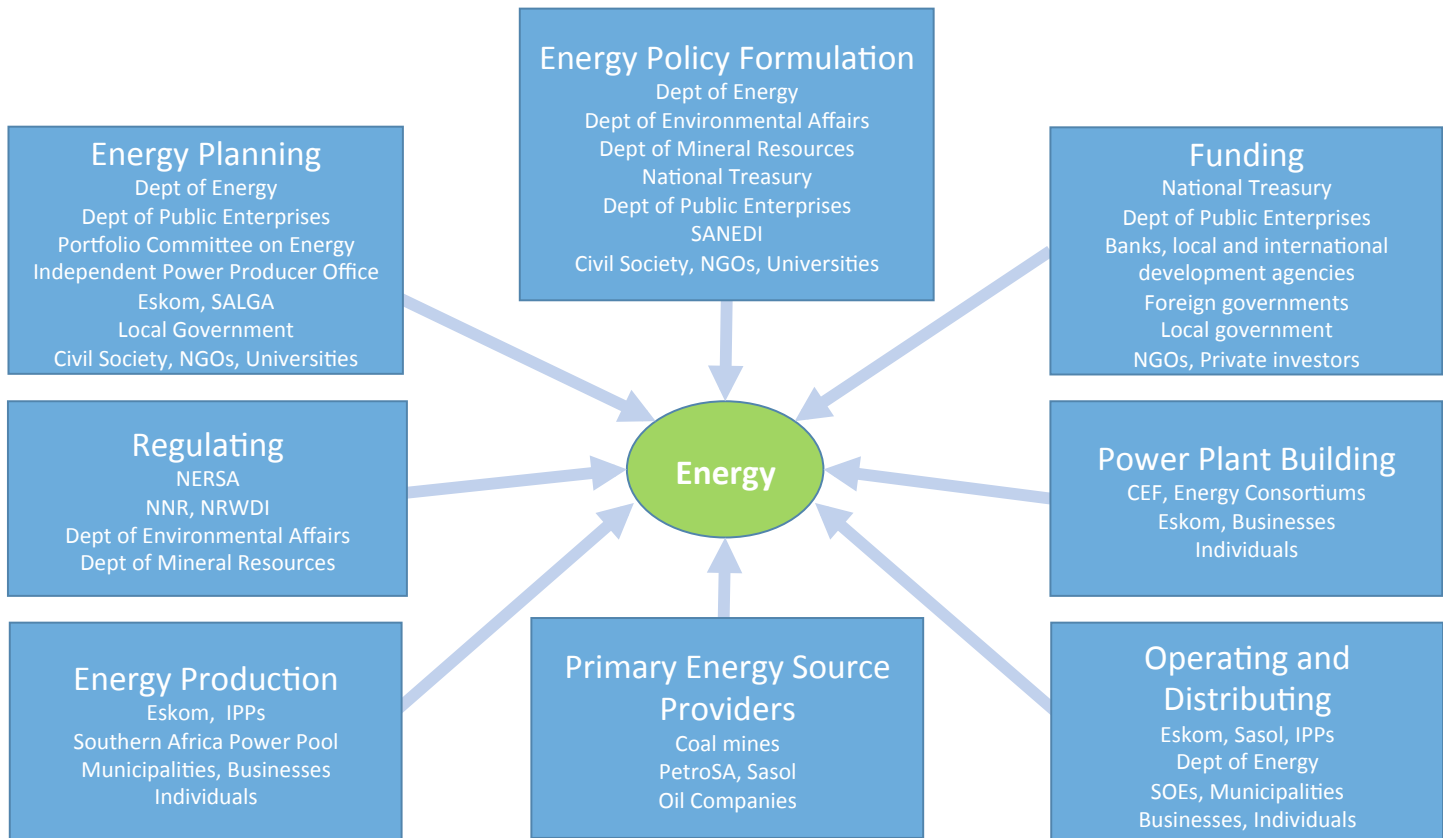 Energy Policy Formulation
Dept of Energy
Dept of Environmental Affairs
Dept of Mineral Resources
National Treasury
Dept of Public Enterprises
SANEDI
Civil Society, NGOs, Universities
Energy Planning
Dept of Energy
Dept of Public Enterprises
Portfolio Committee on Energy
Independent Power Producer Office
Eskom, SALGA
Local Government
Civil Society, NGOs, Universities
Funding
National Treasury
Dept of Public Enterprises
Banks, local and international
development agencies
Foreign governments
Local government
NGOs, Private investors
Regulating
NERSA
NNR, NRWDI
Dept of Environmental Affairs
Dept of Mineral Resources
Energy
Power Plant Building
CEF, Energy Consortiums
Eskom, Businesses
Individuals
Energy Production
Eskom, IPPs
Southern Africa Power Pool
Municipalities, Businesses
Individuals
Primary Energy Source
Providers
Coal mines
PetroSA, Sasol
Oil Companies
Operating and
Distributing
Eskom, Sasol, IPPs
Dept of Energy
SOEs, Municipalities
Businesses, Individuals